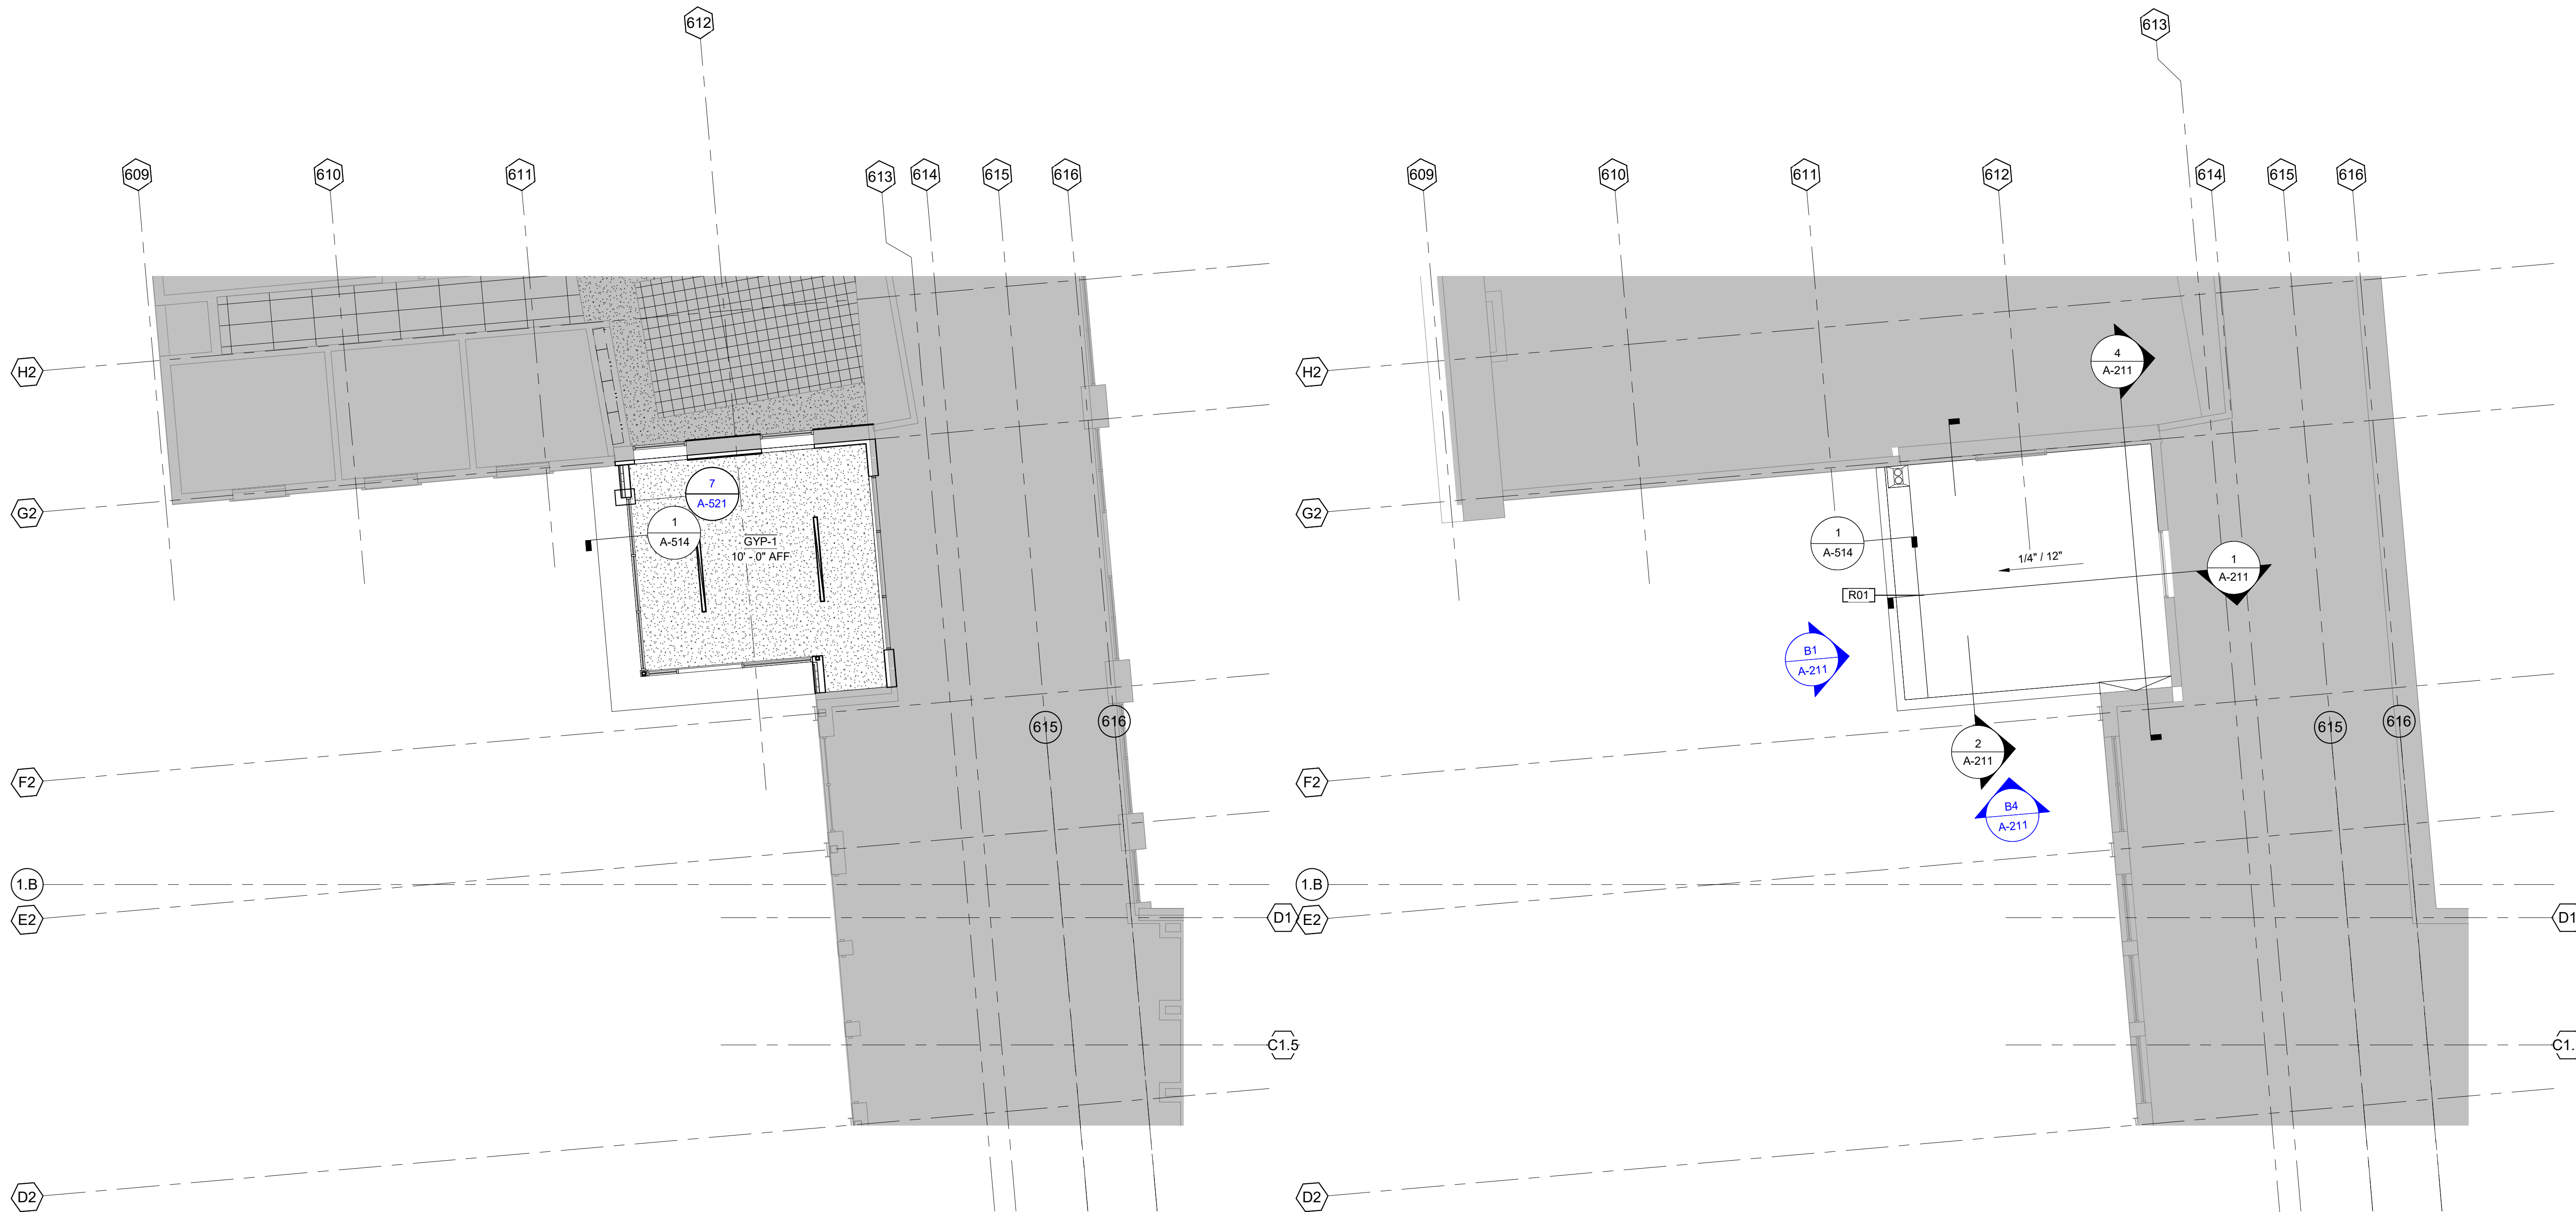 612
609
610
611
613
614
615
616
H2
G2
7
A-521
1
A-514
GYP-1
10' - 0" AFF
615
616
F2
1.B
E2
D1
C1.5
D2
613
609
610
611
612
614
615
616
H2
4
A-211
G2
1
A-514
1/4" / 12"
1
A-211
R01
B1
A-211
615
616
2
A-211
F2
B4
A-211
1.B
E2
D1
C1.
D2